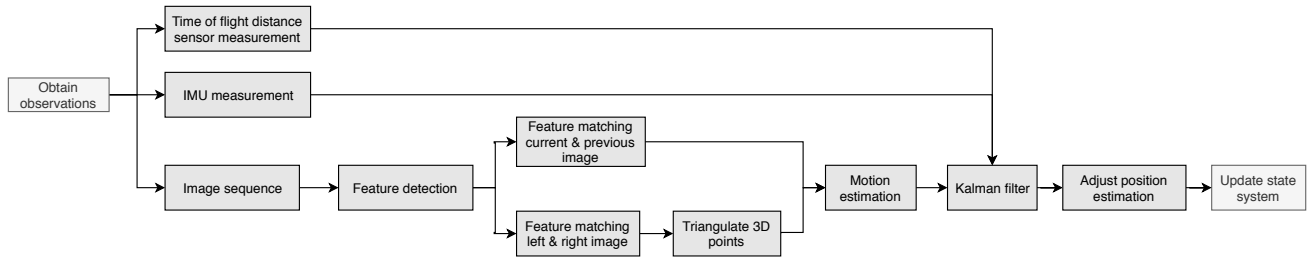 Time of flight distance
sensor measurement
Obtain
observations
IMU measurement
Feature matching
current & previous
image
Image sequence
Feature detection
Feature matching
left & right image
Triangulate 3D
points
Motion
estimation
Kalman filter
Adjust position
estimation
Update state
system